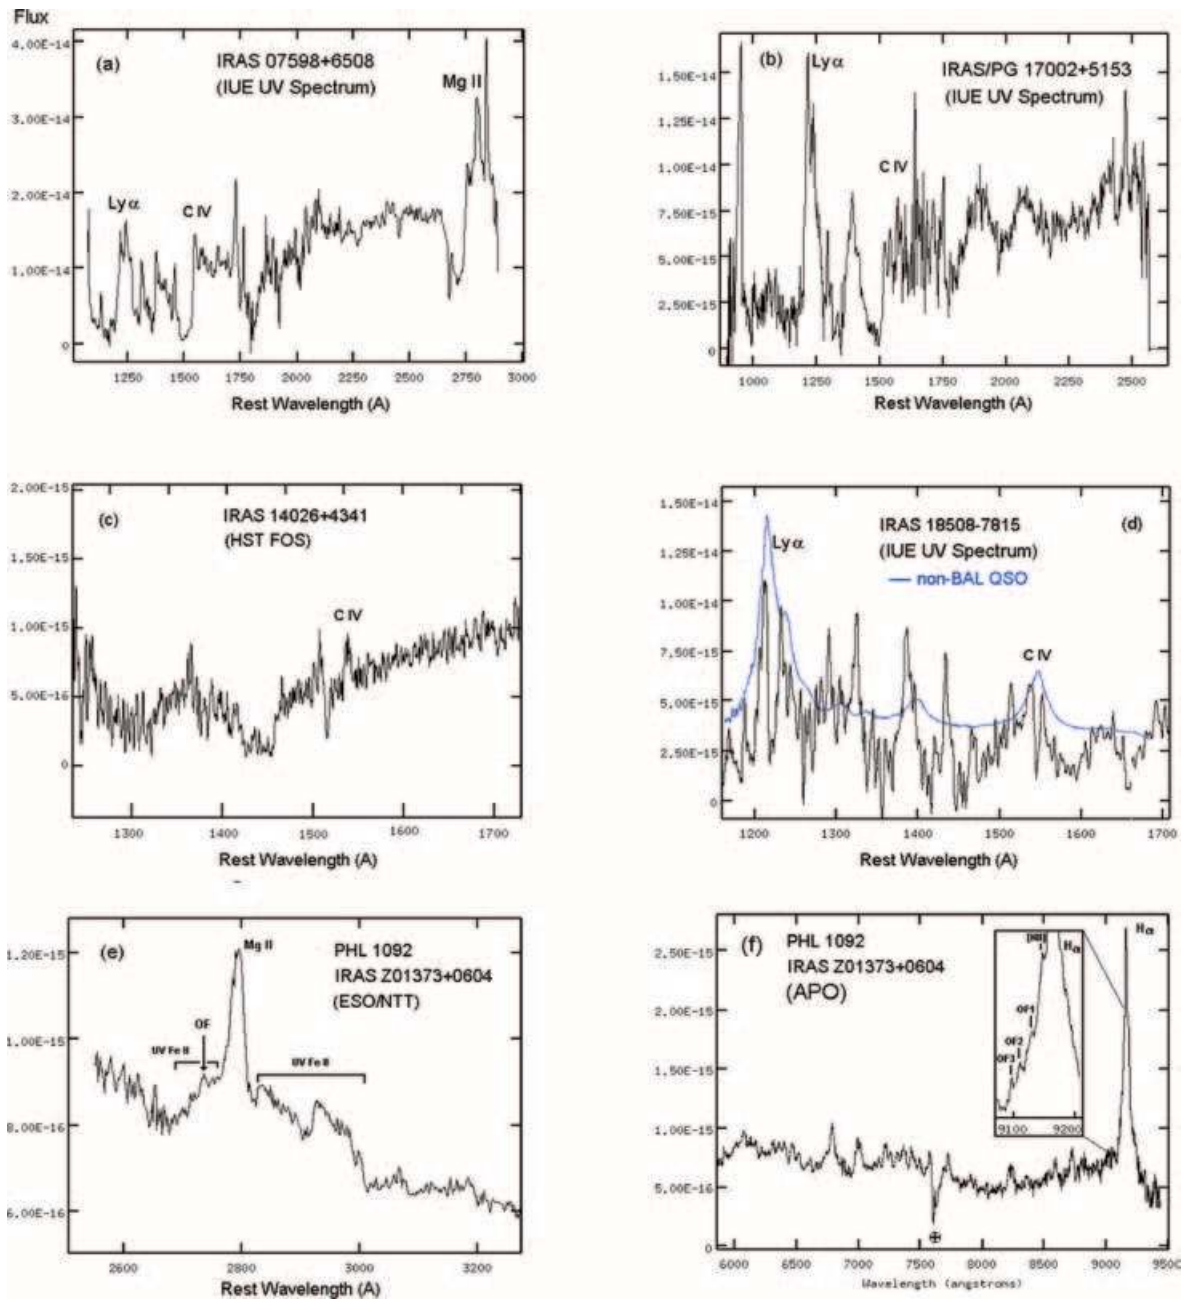 Flux
4.00E-14
3.00E-14
2.00E-14
1.00E-14
0
(a)
IRAS 07598+6508
(IUE UV Spectrum)
Mg II
Ly α
C IV
1250 1500 1750 2000 2250 2500 2750 3000
Rest Wavelength (A)
1.50E-14
1.25E-14
1.00E-14
7.50E-15
5.00E-15
2.50E-15
0
(b)
Ly α
IRAS/PG 17002+5153
(IUE UV Spectrum)
C IV
1000 1250 1500 1750 2000 2250 2500
Rest Wavelength (A)
2.00E-15
1.50E-15
1.00E-15
5.00E-16
0
(c)
IRAS 14026+4341
(HST FOS)
C IV
1300 1400 1500 1600 1700
Rest Wavelength (A)
1.50E-14
1.25E-14
1.00E-14
7.50E-15
5.00E-15
2.50E-15
0
Ly α
IRAS 18508-7815
(d)
(IUE UV Spectrum)
non-BAL QSO
C IV
1200 1300 1400 1500 1600 1700
Rest Wavelength (A)
1.20E-15
1.00E-15
8.00E-16
6.00E-16
(e)
Mg II
PHL 1092
IRAS Z01373+0604
(ESO/NTT)
OF
UV Fe II
UV Fe II
2600 2800 3000 3200
Rest Wavelength (A)
2.50E-15
2.00E-15
1.50E-15
1.00E-15
5.00E-15
0
(f)
PHL 1092
IRAS Z01373+0604
(APO)
Hα
Hα
OF1
OF2
OF3
9100 9200
6000 6500 7000 7500 8000 8500 9000 9500
Wavelength (angstroms)